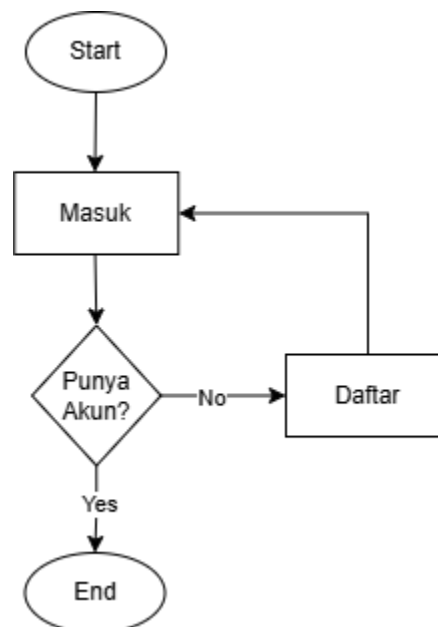 Start
Masuk
Punya
Akun?
No
Daftar
Yes
End